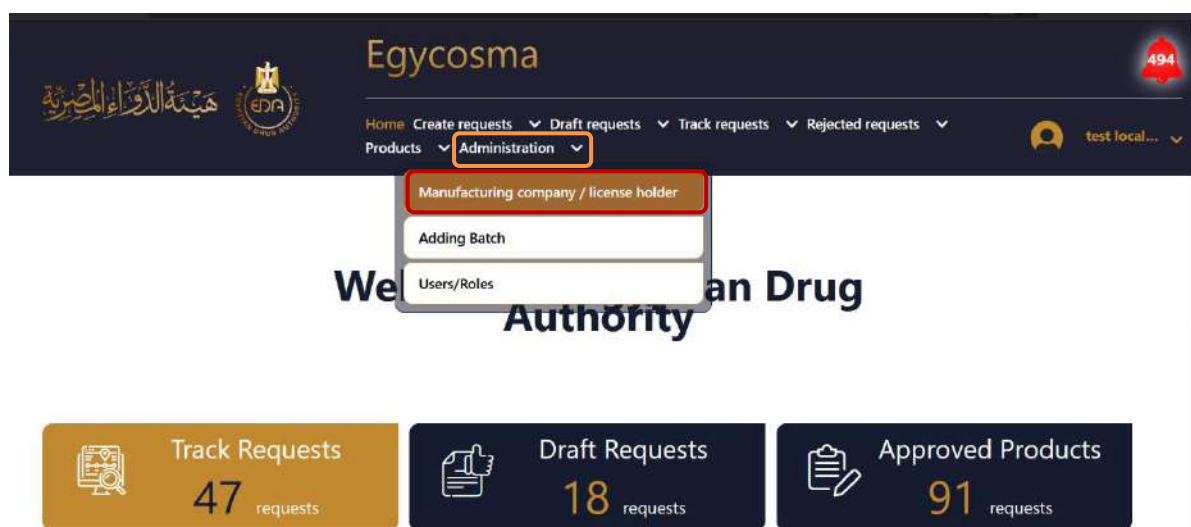 Egycosma
494
هيئة الدواء المصرية
EDA
Home Create requests Draft requests Track requests Rejected requests
Products Administration
test local...
Manufacturing company / license holder
Adding Batch
Users/Roles
We an Drug
Authority
Track Requests
47 requests
Draft Requests
18 requests
Approved Products
91 requests